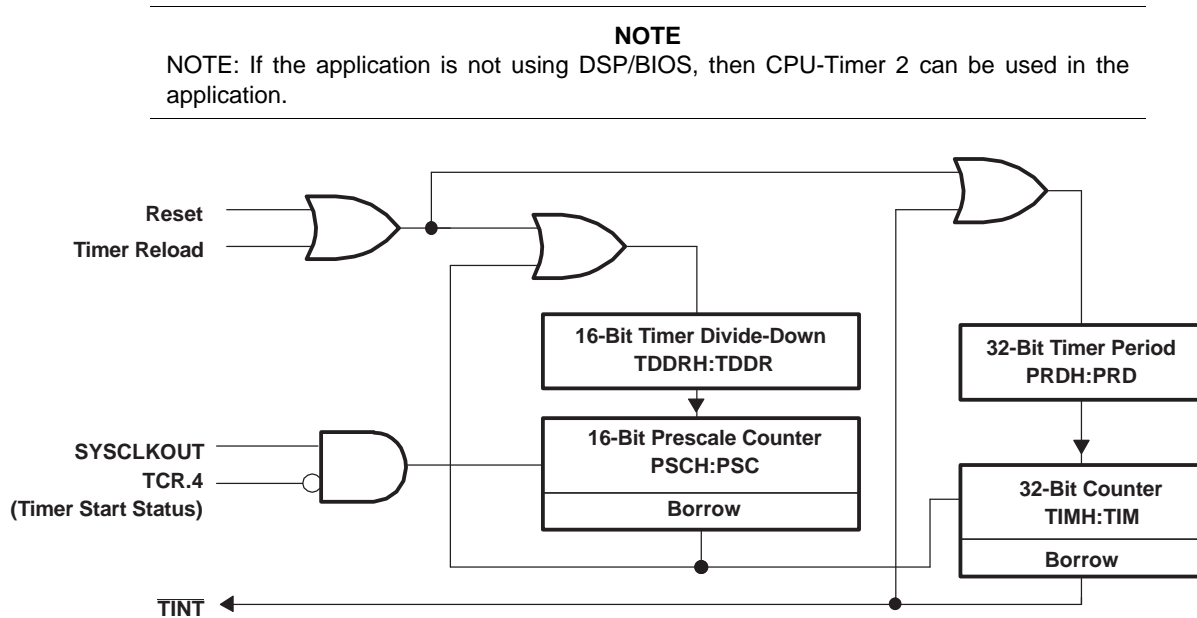 NOTE
NOTE: If the application is not using DSP/BIOS, then CPU-Timer 2 can be used in the
application.
Reset
Timer Reload
16-Bit Timer Divide-Down
TDDRH:TDDR
32-Bit Timer Period
PRDH:PRD
SYSCLKOUT
TCR.4
(Timer Start Status)
16-Bit Prescale Counter
PSCH:PSC
Borrow
32-Bit Counter
TIMH:TIM
Borrow
TINT